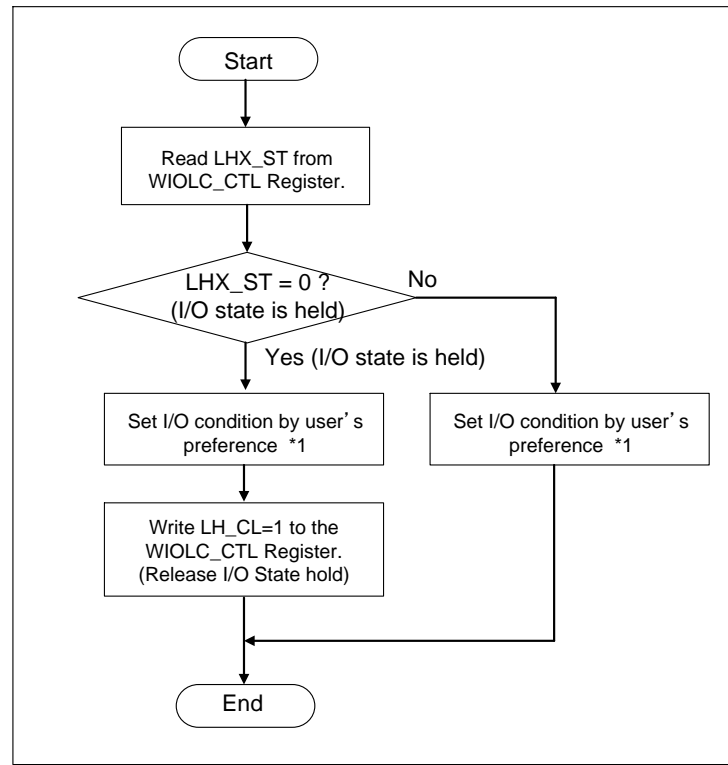 Start
Read LHX_ST from
WIOLC_CTL Register.
LHX_ST = 0 ?
(I/O state is held)
No
Yes (I/O state is held)
Set I/O condition by user’s
preference *1
Set I/O condition by user’s
preference *1
Write LH_CL=1 to the
WIOLC_CTL Register.
(Release I/O State hold)
End